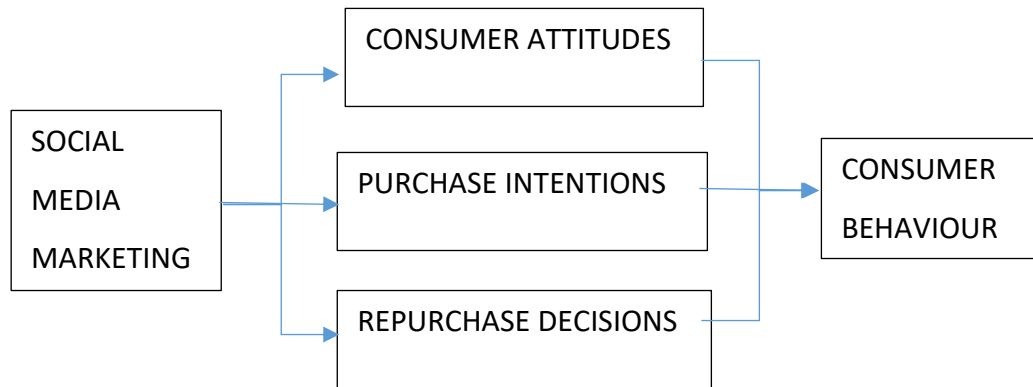 CONSUMER ATTITUDES
SOCIAL
MEDIA
MARKETING
PURCHASE INTENTIONS
CONSUMER
BEHAVIOUR
REPURCHASE DECISIONS